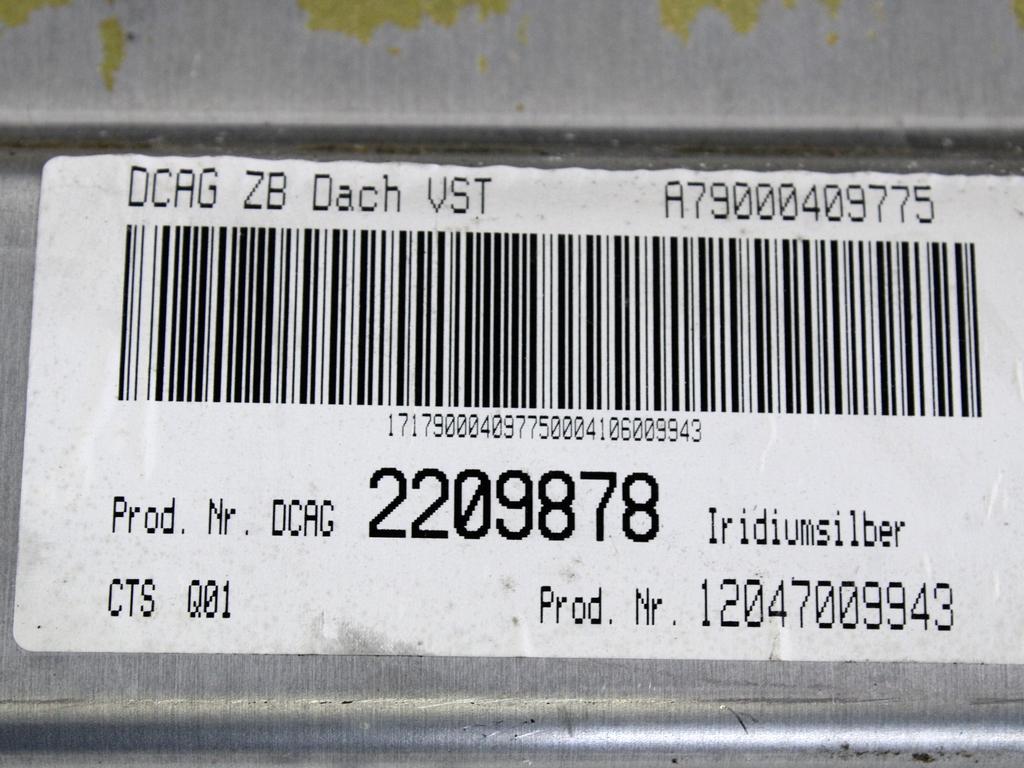 DCAG ZB Dach VST A79000409775
171790004097750004106009943
Prod. Nr. DCAG 2209878 Iridiumsilber
CTS Q01 Prod. Nr. 12047009943